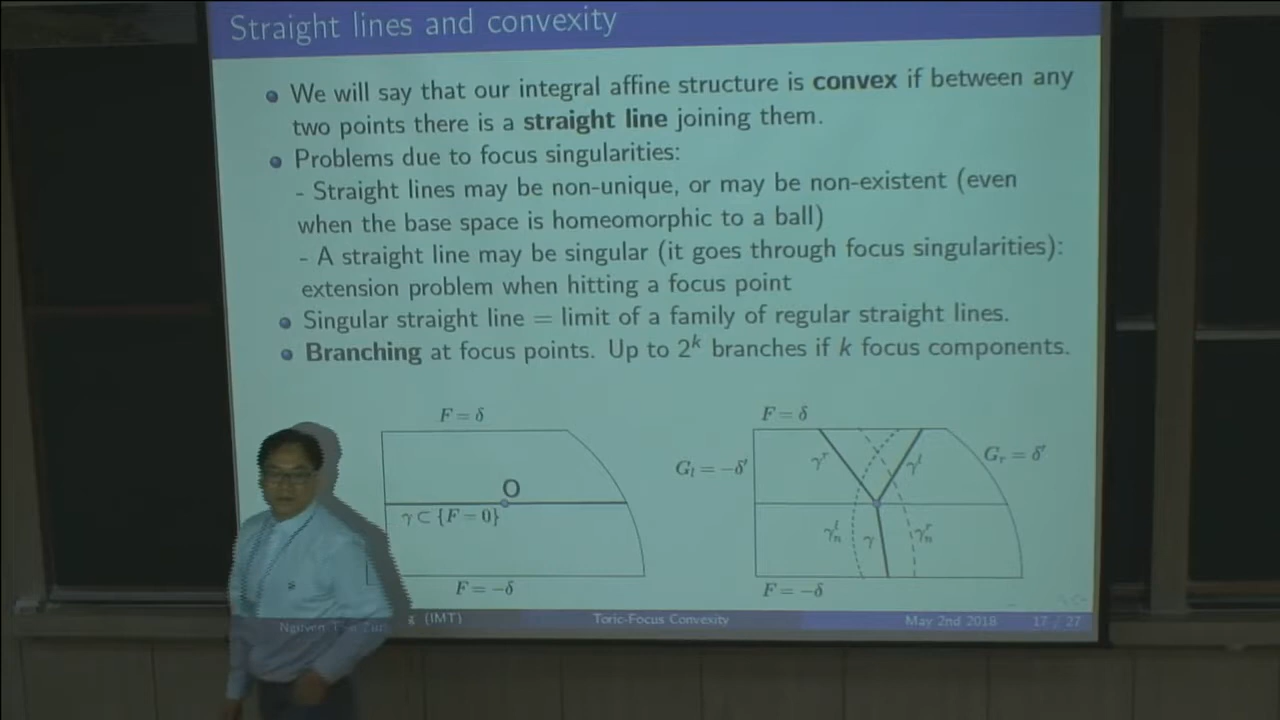 Straight lines and convexity
We will say that our integral affine structure is convex if between any
two points there is a straight line joining them.
Problems due to focus singularities:
- Straight lines may be non-unique, or may be non-existent (even
when the base space is homeomorphic to a ball)
- A straight line may be singular (it goes through focus singularities):
extension problem when hitting a focus point
Singular straight line = limit of a family of regular straight lines.
Branching at focus points. Up to 2^k branches if k focus components.
F = δ
O
γ ⊂ {F = 0}
F = −δ
F = δ
G_l = −δ′
G_r = δ′
γ^r
γ^l
γ_n^l
γ
γ_n^r
F = −δ
Nguyen
(IMT)
Toric-Focus Convexity
May 2nd 2018
17 / 27